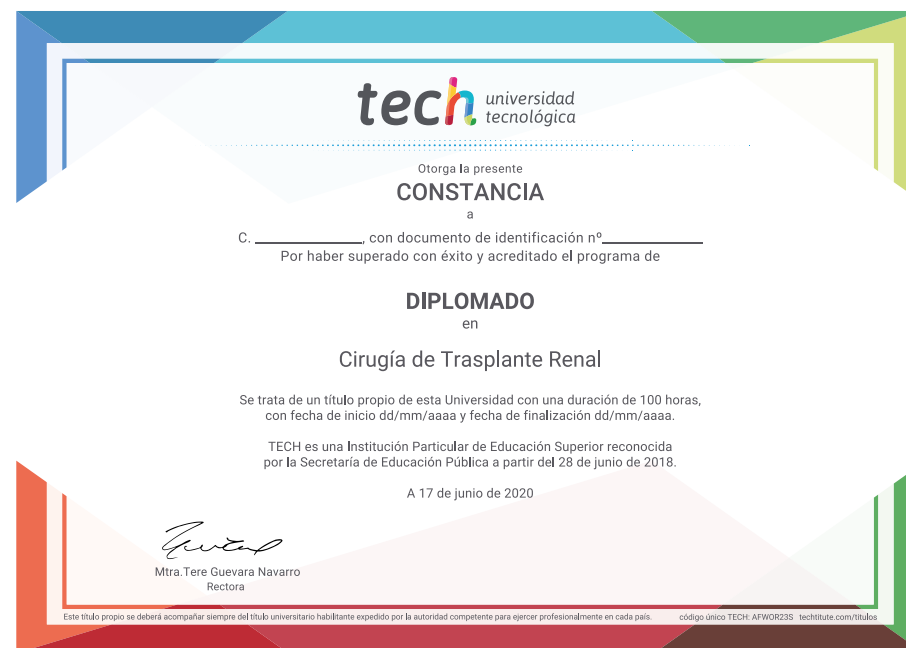 tech universidad
tecnológica
Otorga la presente
CONSTANCIA
a
C. ______________, con documento de identificación nº______________
Por haber superado con éxito y acreditado el programa de
DIPLOMADO
en
Cirugía de Trasplante Renal
Se trata de un título propio de esta Universidad con una duración de 100 horas,
con fecha de inicio dd/mm/aaaa y fecha de finalización dd/mm/aaaa.
TECH es una Institución Particular de Educación Superior reconocida
por la Secretaría de Educación Pública a partir del 28 de junio de 2018.
A 17 de junio de 2020
Mtra.Tere Guevara Navarro
Rectora
Este título propio se deberá acompañar siempre del título universitario habilitante expedido por la autoridad competente para ejercer profesionalmente en cada país. código único TECH: AFWOR23S techtitute.com/titulos